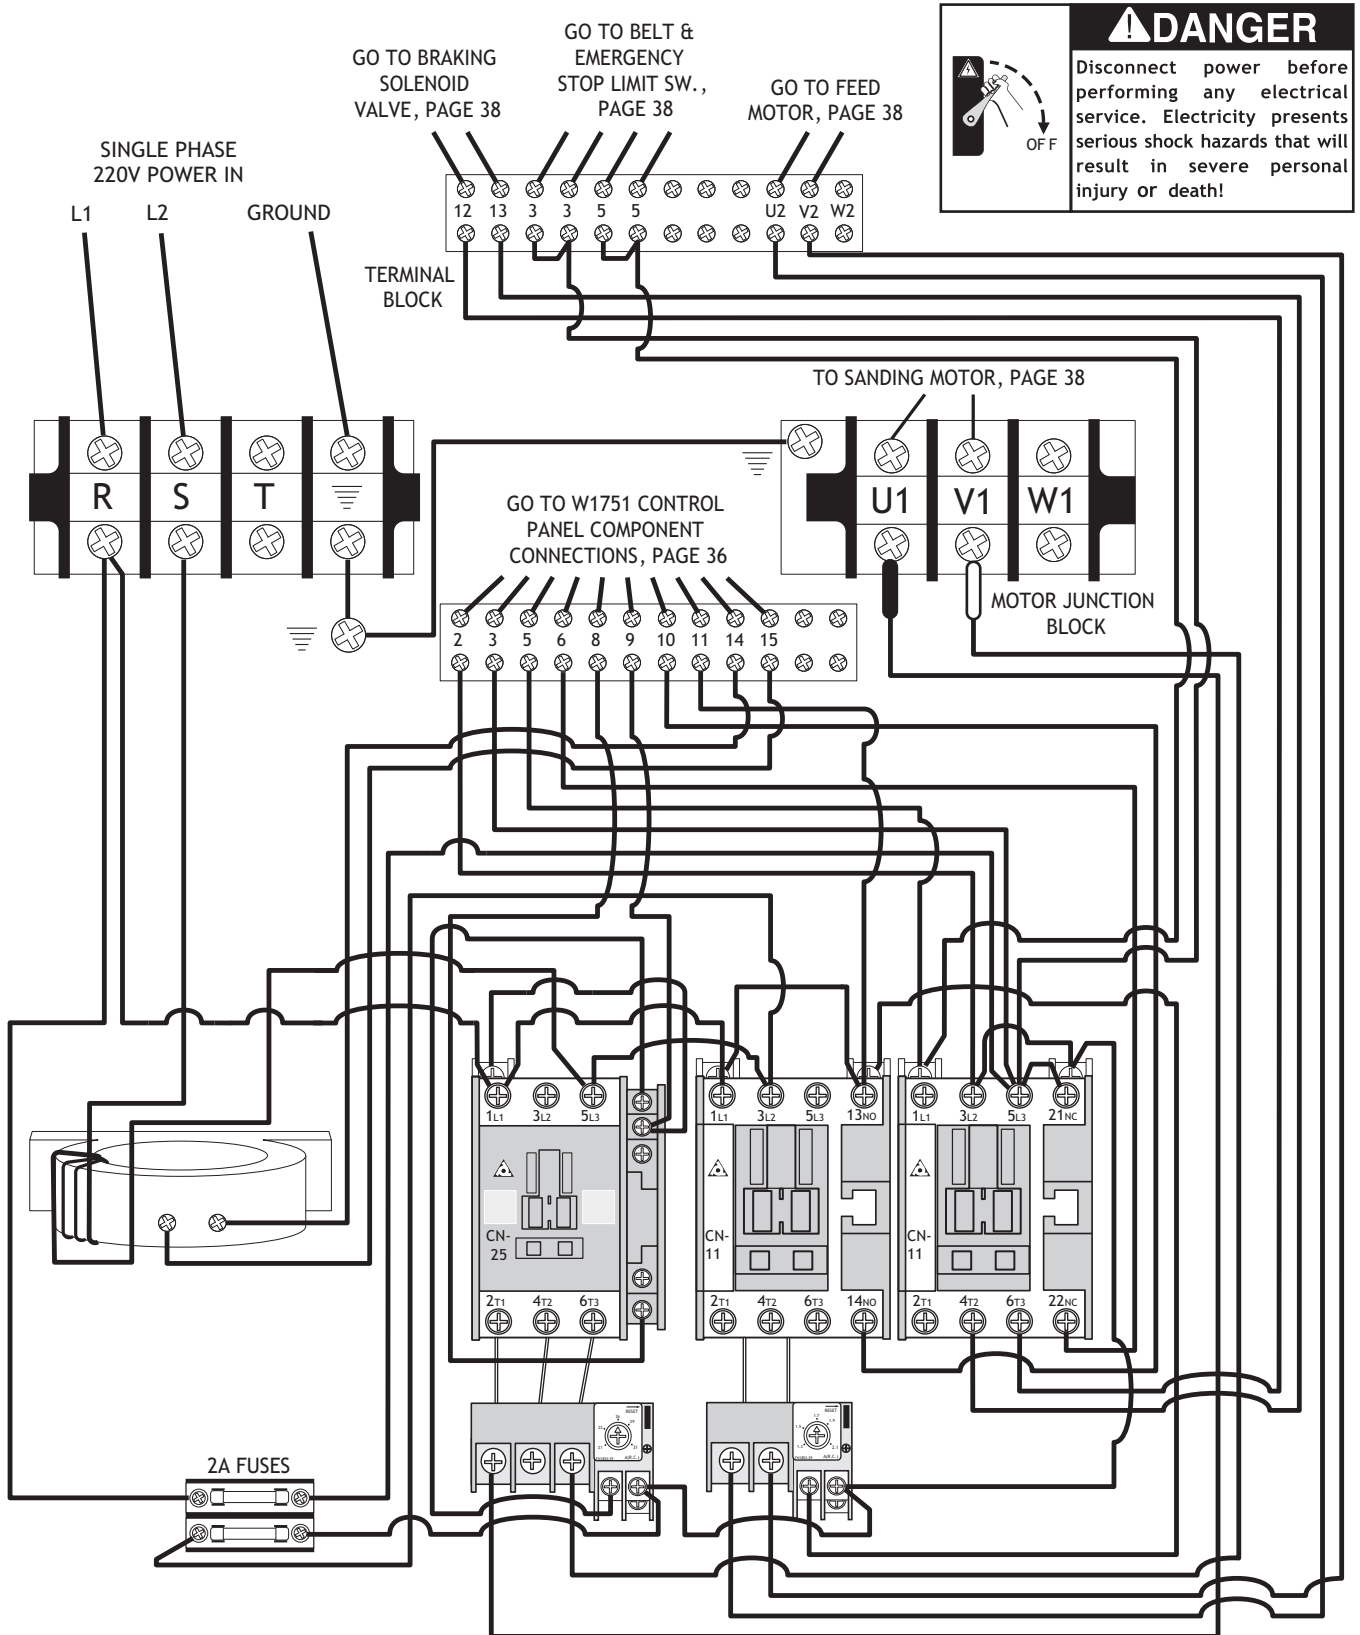 GO TO BRAKING
SOLENOID
VALVE, PAGE 38
GO TO BELT &
EMERGENCY
STOP LIMIT SW.,
PAGE 38
GO TO FEED
MOTOR, PAGE 38
DANGER
OFF
Disconnect power before
performing any electrical
service. Electricity presents
serious shock hazards that will
result in severe personal
injury or death!
SINGLE PHASE
220V POWER IN
L1 L2 GROUND
12 13 3 3 5 5 U2 V2 W2
TERMINAL
BLOCK
TO SANDING MOTOR, PAGE 38
R S T
U1 V1 W1
GO TO W1751 CONTROL
PANEL COMPONENT
CONNECTIONS, PAGE 36
MOTOR JUNCTION
BLOCK
2 3 5 6 8 9 10 11 14 15
1L1 3L2 5L3
1L1 3L2 5L3 13NO
1L1 3L2 5L3 21NC
CN-
25
CN-
11
CN-
11
2T1 4T2 6T3
2T1 4T2 6T3 14NO
2T1 4T2 6T3 22NC
RESET
RESET
2A FUSES